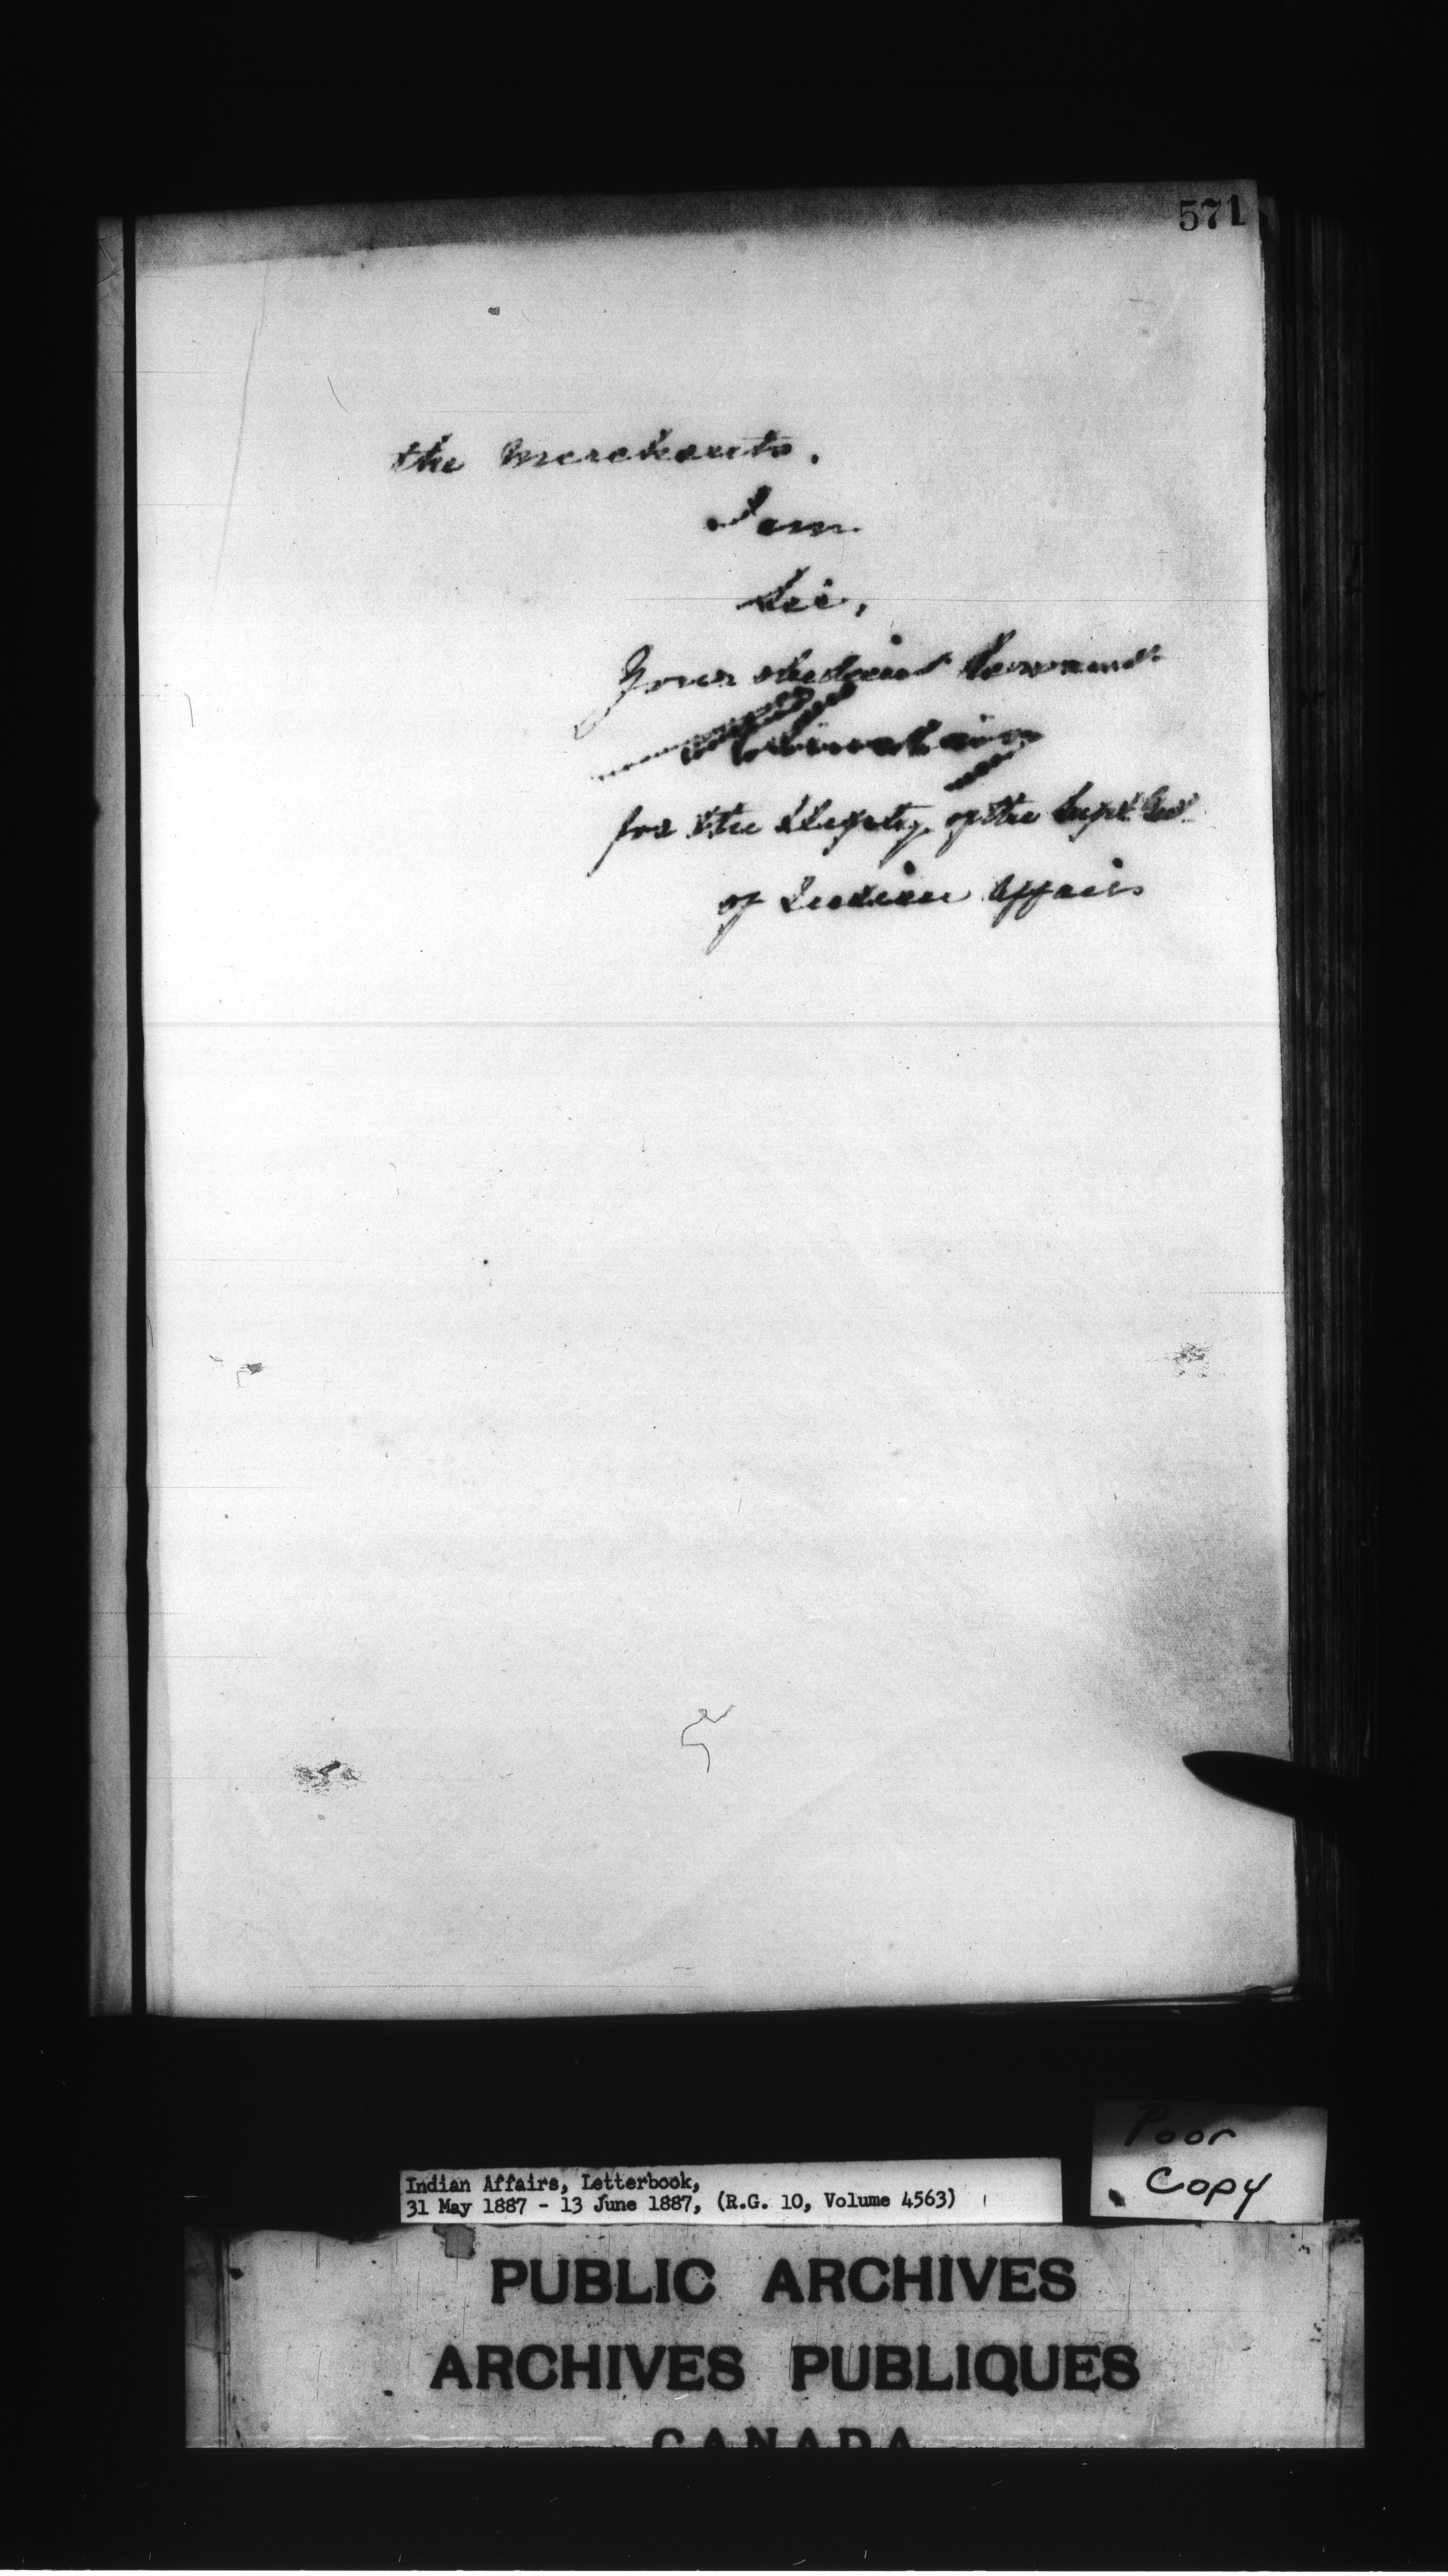 571
the Merchants.
I am
Sir,
Your obedient Servant
for the Deputy of the Supt Genl
of Indian Affairs
Poor
Copy
Indian Affairs, Letterbook,
31 May 1887 - 13 June 1887, (R.G. 10, Volume 4563)
PUBLIC ARCHIVES
ARCHIVES PUBLIQUES
CANADA